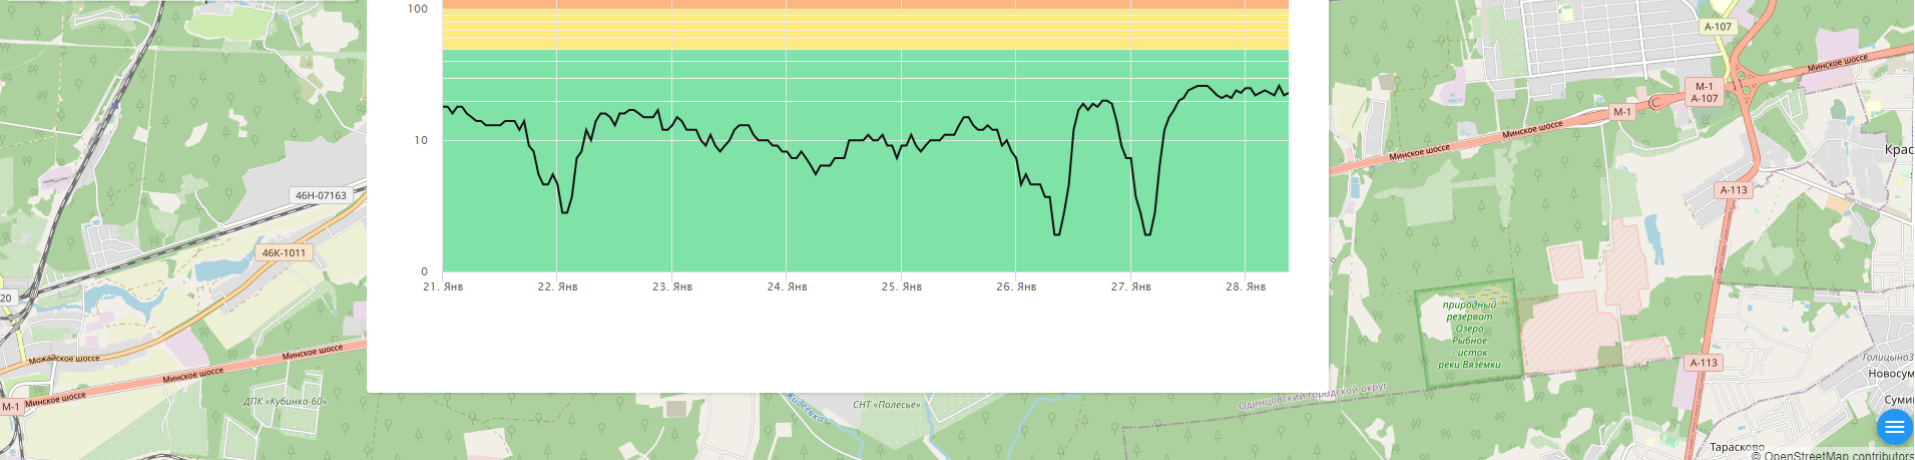 100
10
0
21. Янв
22. Янв
23. Янв
24. Янв
25. Янв
26. Янв
27. Янв
28. Янв
46Н-07163
46К-1011
20
Можайское шоссе
Минское шоссе
Минское шоссе
Минское шоссе
М-1
ДПК «Кубинка-60»
СНТ «Полесье»
Одинцовский городской округ
А-107
Минское шоссе
М-1
А-107
М-1
Минское шоссе
Минское шоссе
Крас
А-113
природный
резерват
Озеро
Рыбное
- исток
реки Вязёмки
А-113
Голицыно3
Новосум
Суми
Тарасково
© OpenStreetMap contributors